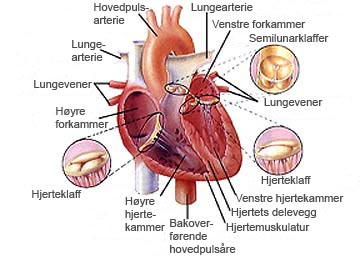 Hovedpuls-
arterie
Lungearterie
Venstre forkammer
Semilunarklaffer
Lunge-
arterie
Lungevener
Lungevener
Høyre
forkammer
Hjerteklaff
Hjerteklaff
Høyre
hjerte-
kammer
Venstre hjertekammer
Hjertets delevegg
Hjertemuskulatur
Bakover-
førende
hovedpulsåre